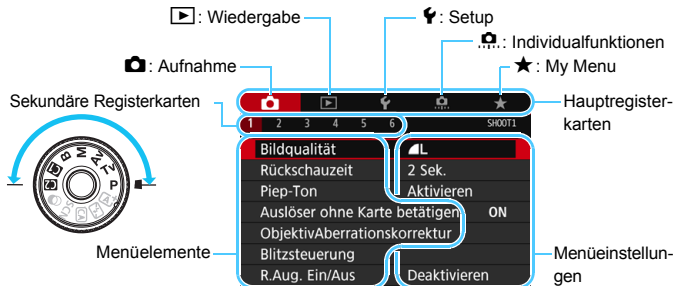 : Wiedergabe
: Setup
: Individualfunktionen
: Aufnahme
: My Menu
Sekundäre Registerkarten
Hauptregister-
karten
1 2 3 4 5 6 SHOOT1
Bildqualität L
Rückschauzeit 2 Sek.
Piep-Ton Aktivieren
Auslöser ohne Karte betätigen ON
ObjektivAberrationskorrektur
Blitzsteuerung
R.Aug. Ein/Aus Deaktivieren
B M Av Tv P
Menüelemente
Menüeinstellun-
gen